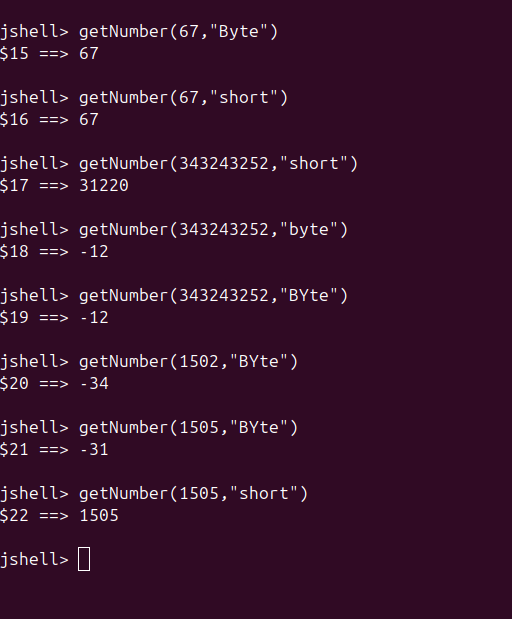 jshell> getNumber(67,"Byte")
$15 ==> 67
jshell> getNumber(67,"short")
$16 ==> 67
jshell> getNumber(343243252,"short")
$17 ==> 31220
jshell> getNumber(343243252,"byte")
$18 ==> -12
jshell> getNumber(343243252,"BYte")
$19 ==> -12
jshell> getNumber(1502,"BYte")
$20 ==> -34
jshell> getNumber(1505,"BYte")
$21 ==> -31
jshell> getNumber(1505,"short")
$22 ==> 1505
jshell>